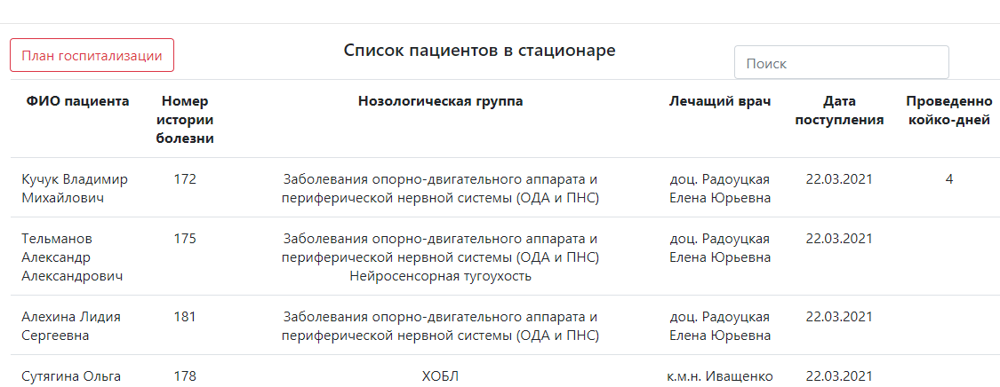 План госпитализации
Список пациентов в стационаре
Поиск
ФИО пациента
Номер
истории
болезни
Нозологическая группа
Лечащий врач
Дата
поступления
Проведенно
койко-дней
Кучук Владимир
Михайлович
172
Заболевания опорно-двигательного аппарата и
периферической нервной системы (ОДА и ПНС)
доц. Радоуцкая
Елена Юрьевна
22.03.2021
4
Тельманов
Александр
Александрович
175
Заболевания опорно-двигательного аппарата и
периферической нервной системы (ОДА и ПНС)
Нейросенсорная тугоухость
доц. Радоуцкая
Елена Юрьевна
22.03.2021
Алехина Лидия
Сергеевна
181
Заболевания опорно-двигательного аппарата и
периферической нервной системы (ОДА и ПНС)
доц. Радоуцкая
Елена Юрьевна
22.03.2021
Сутягина Ольга
178
ХОБЛ
к.м.н. Иващенко
22.03.2021